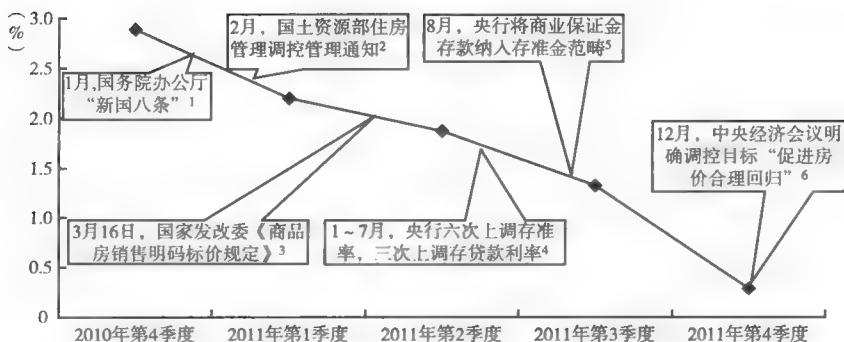 (%)
3.0
2.5
2.0
1.5
1.0
0.5
0
2月，国土资源部住房
管理调控管理通知2
8月，央行将商业保证金
存款纳入存准金范畴5
1月,国务院办公厅
“新国八条”1
12月，中央经济会议明
确调控目标“促进房
价合理回归”6
3月16日，国家发改委《商品
房销售明码标价规定》3
1~7月，央行六次上调存准
率，三次上调存贷款利率4
2010年第4季度 2011年第1季度 2011年第2季度 2011年第3季度 2011年第4季度